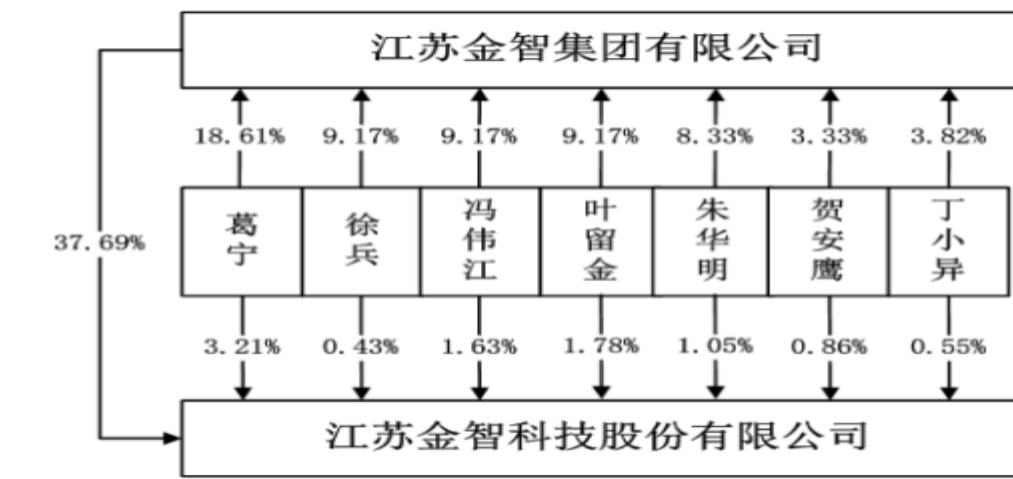 江苏金智集团有限公司
18.61% 9.17% 9.17% 9.17% 8.33% 3.33% 3.82%
葛宁 徐兵 冯伟江 叶留金 朱华明 贺安鹰 丁小异
37.69%
3.21% 0.43% 1.63% 1.78% 1.05% 0.86% 0.55%
江苏金智科技股份有限公司